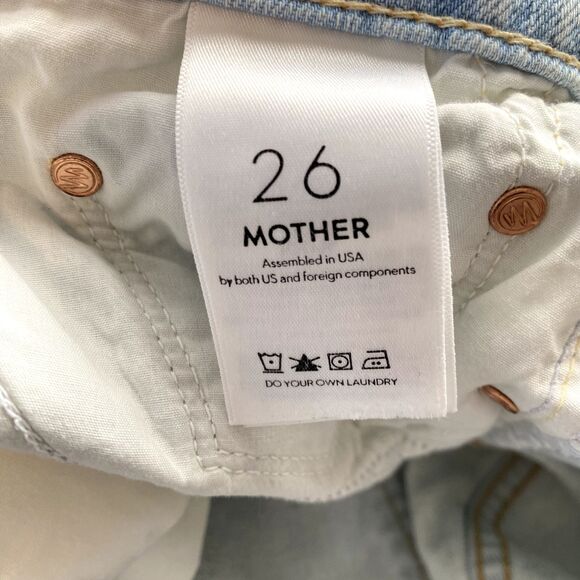 26
MOTHER
Assembled in USA
by both US and foreign components
DO YOUR OWN LAUNDRY